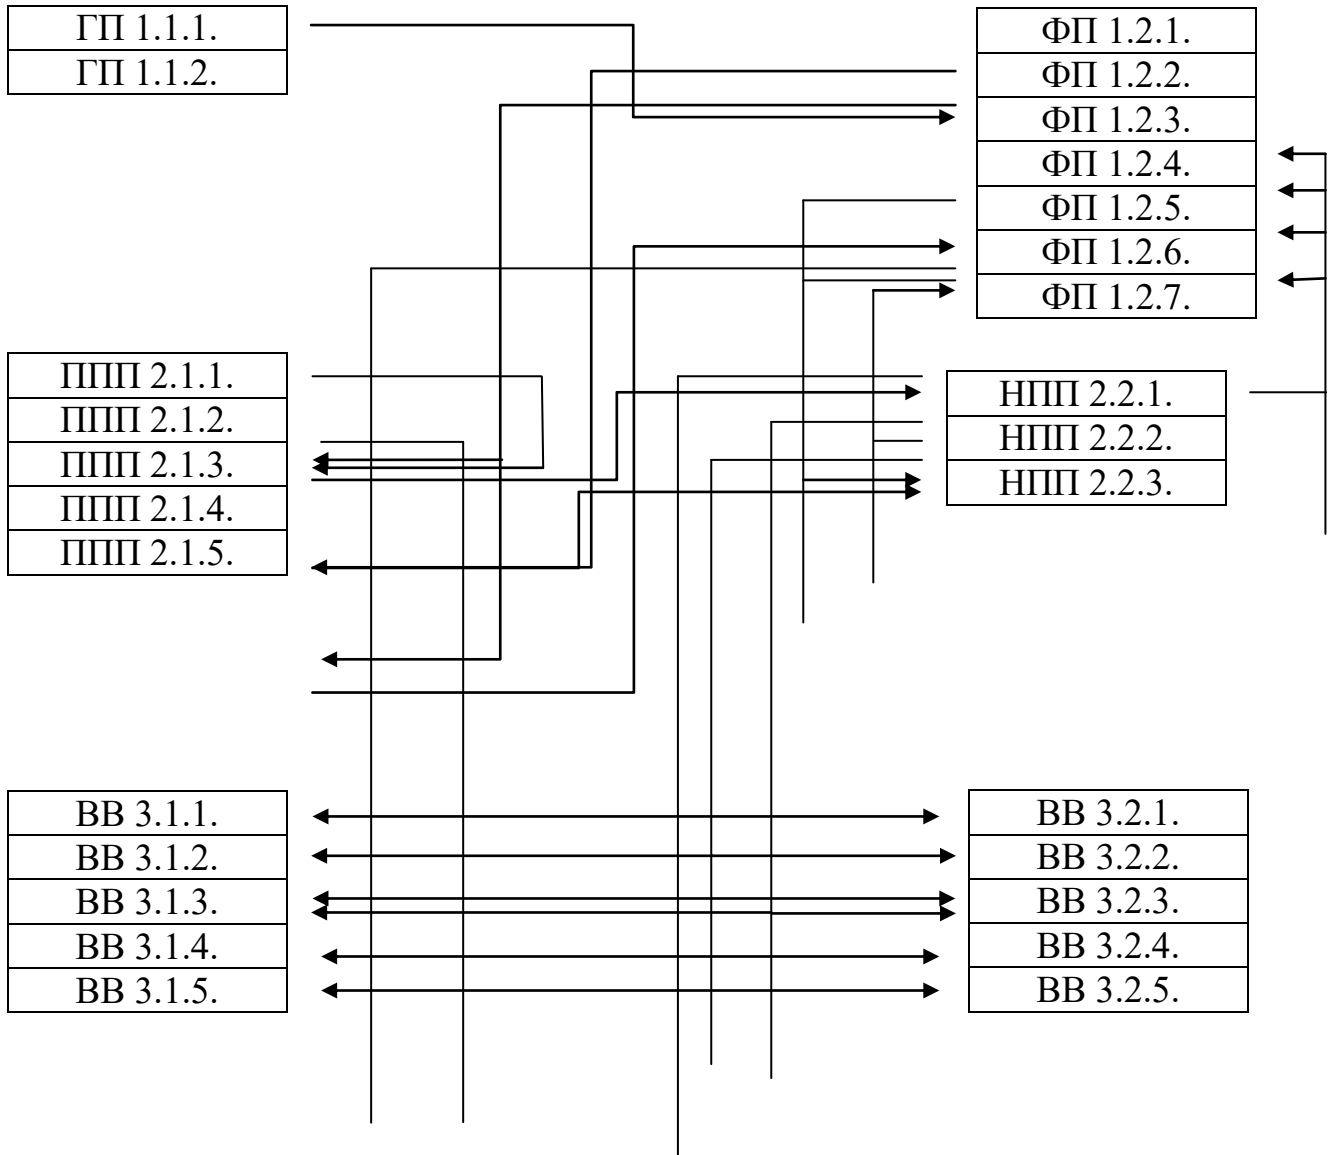 ГП 1.1.1.
ГП 1.1.2.
ФП 1.2.1.
ФП 1.2.2.
ФП 1.2.3.
ФП 1.2.4.
ФП 1.2.5.
ФП 1.2.6.
ФП 1.2.7.
ППП 2.1.1.
ППП 2.1.2.
ППП 2.1.3.
ППП 2.1.4.
ППП 2.1.5.
НПП 2.2.1.
НПП 2.2.2.
НПП 2.2.3.
ВВ 3.1.1.
ВВ 3.1.2.
ВВ 3.1.3.
ВВ 3.1.4.
ВВ 3.1.5.
ВВ 3.2.1.
ВВ 3.2.2.
ВВ 3.2.3.
ВВ 3.2.4.
ВВ 3.2.5.